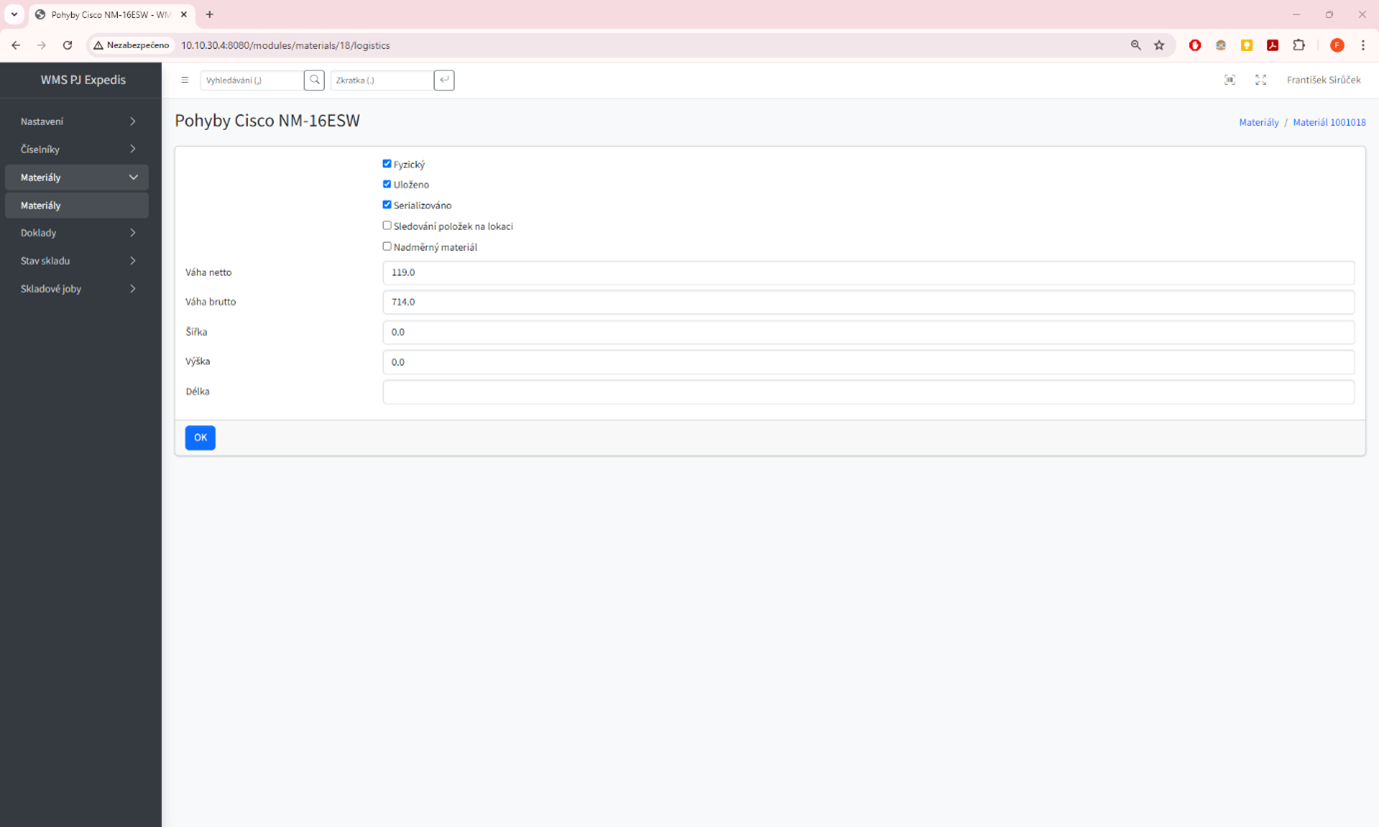 Pohyby Cisco NM-16ESW - WM
Nezabezpečeno 10.10.30.4:8080/modules/materials/18/logistics
F
WMS PJ Expedis
Vyhledávání (,) Zkratka (.) František Sirůček
Pohyby Cisco NM-16ESW
Materiály / Materiál 1001018
Nastavení
Číselníky
Materiály
Materiály
Doklady
Stav skladu
Skladové joby
Fyzický
Uloženo
Serializováno
Sledování položek na lokaci
Nadměrný materiál
Váha netto 119.0
Váha brutto 714.0
Šířka 0.0
Výška 0.0
Délka
OK